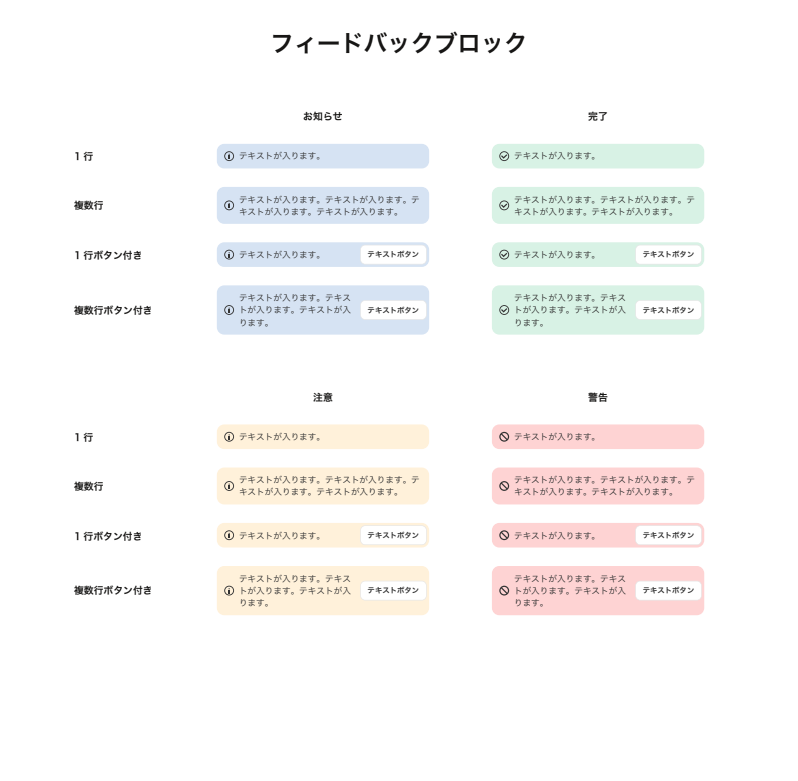 フィードバックブロック
お知らせ
完了
1 行
テキストが入ります。
テキストが入ります。
複数行
テキストが入ります。テキストが入ります。テ
キストが入ります。テキストが入ります。
テキストが入ります。テキストが入ります。テ
キストが入ります。テキストが入ります。
1 行ボタン付き
テキストが入ります。
テキストボタン
テキストが入ります。
テキストボタン
複数行ボタン付き
テキストが入ります。テキス
トが入ります。テキストが入
ります。
テキストボタン
テキストが入ります。テキス
トが入ります。テキストが入
ります。
テキストボタン
注意
警告
1 行
テキストが入ります。
テキストが入ります。
複数行
テキストが入ります。テキストが入ります。テ
キストが入ります。テキストが入ります。
テキストが入ります。テキストが入ります。テ
キストが入ります。テキストが入ります。
1 行ボタン付き
テキストが入ります。
テキストボタン
テキストが入ります。
テキストボタン
複数行ボタン付き
テキストが入ります。テキス
トが入ります。テキストが入
ります。
テキストボタン
テキストが入ります。テキス
トが入ります。テキストが入
ります。
テキストボタン